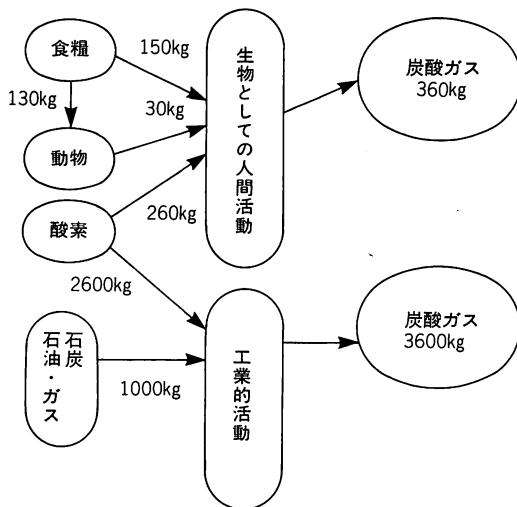 食糧
150kg
130kg
30kg
動物
酸素
260kg
2600kg
生物としての人間活動
炭酸ガス
360kg
石炭
石油・ガス
1000kg
工業的活動
炭酸ガス
3600kg